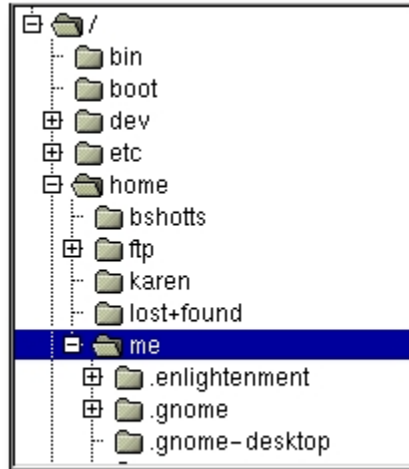 /
bin
boot
dev
etc
home
bshotts
ftp
karen
lost+found
me
.enlightenment
.gnome
.gnome-desktop